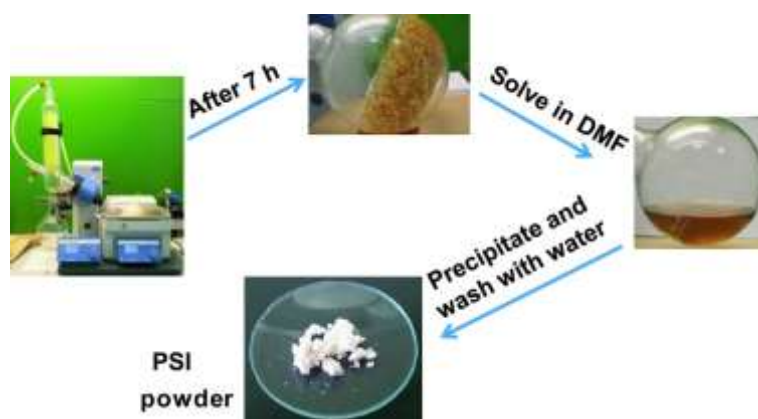 After 7 h
Solve in DMF
Precipitate and
wash with water
PSI
powder